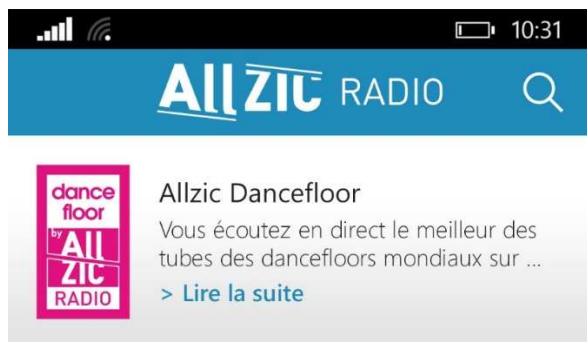 10:31
Allzic RADIO
dance
floor
by
All
ZIC
RADIO
Allzic Dancefloor
Vous écoutez en direct le meilleur des
tubes des dancefloors mondiaux sur ...
> Lire la suite